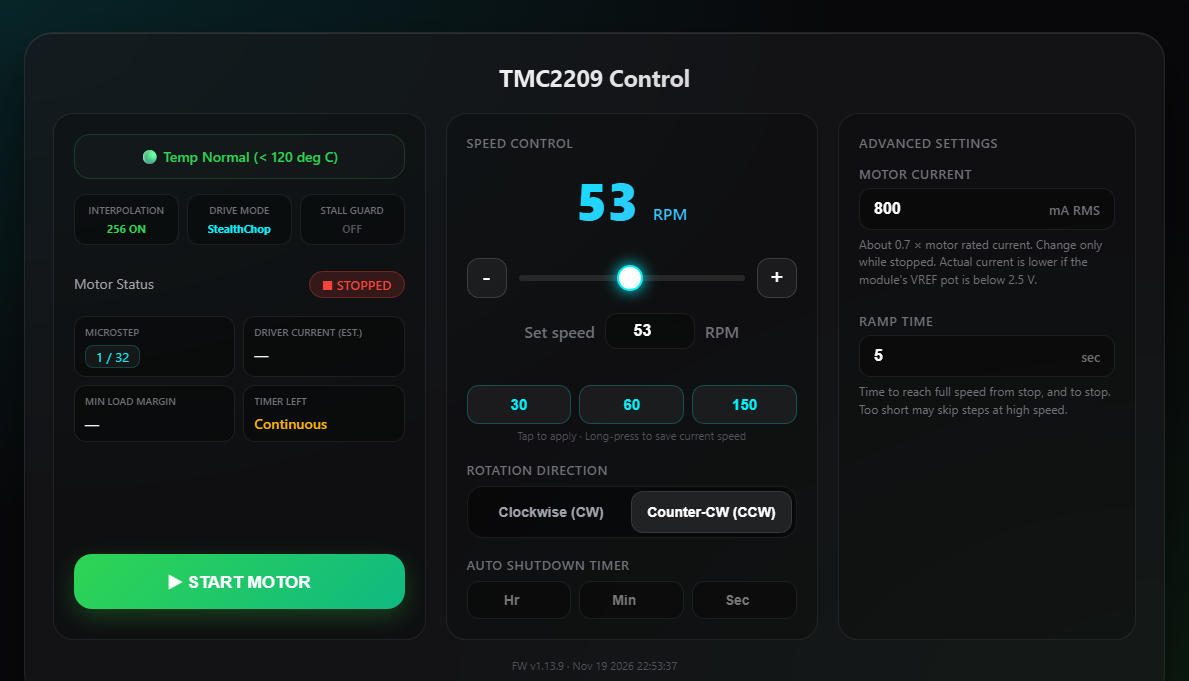 TMC2209 Control
Temp Normal (< 120 deg C)
INTERPOLATION
256 ON
DRIVE MODE
StealthChop
STALL GUARD
OFF
Motor Status
STOPPED
MICROSTEP
1 / 32
DRIVER CURRENT (EST.)
—
MIN LOAD MARGIN
—
TIMER LEFT
Continuous
▶ START MOTOR
SPEED CONTROL
53 RPM
-
+
Set speed 53 RPM
30
60
150
Tap to apply · Long-press to save current speed
ROTATION DIRECTION
Clockwise (CW)
Counter-CW (CCW)
AUTO SHUTDOWN TIMER
Hr
Min
Sec
ADVANCED SETTINGS
MOTOR CURRENT
800 mA RMS
About 0.7 × motor rated current. Change only
while stopped. Actual current is lower if the
module's VREF pot is below 2.5 V.
RAMP TIME
5 sec
Time to reach full speed from stop, and to stop.
Too short may skip steps at high speed.
FW v1.13.9 · Nov 19 2026 22:53:37